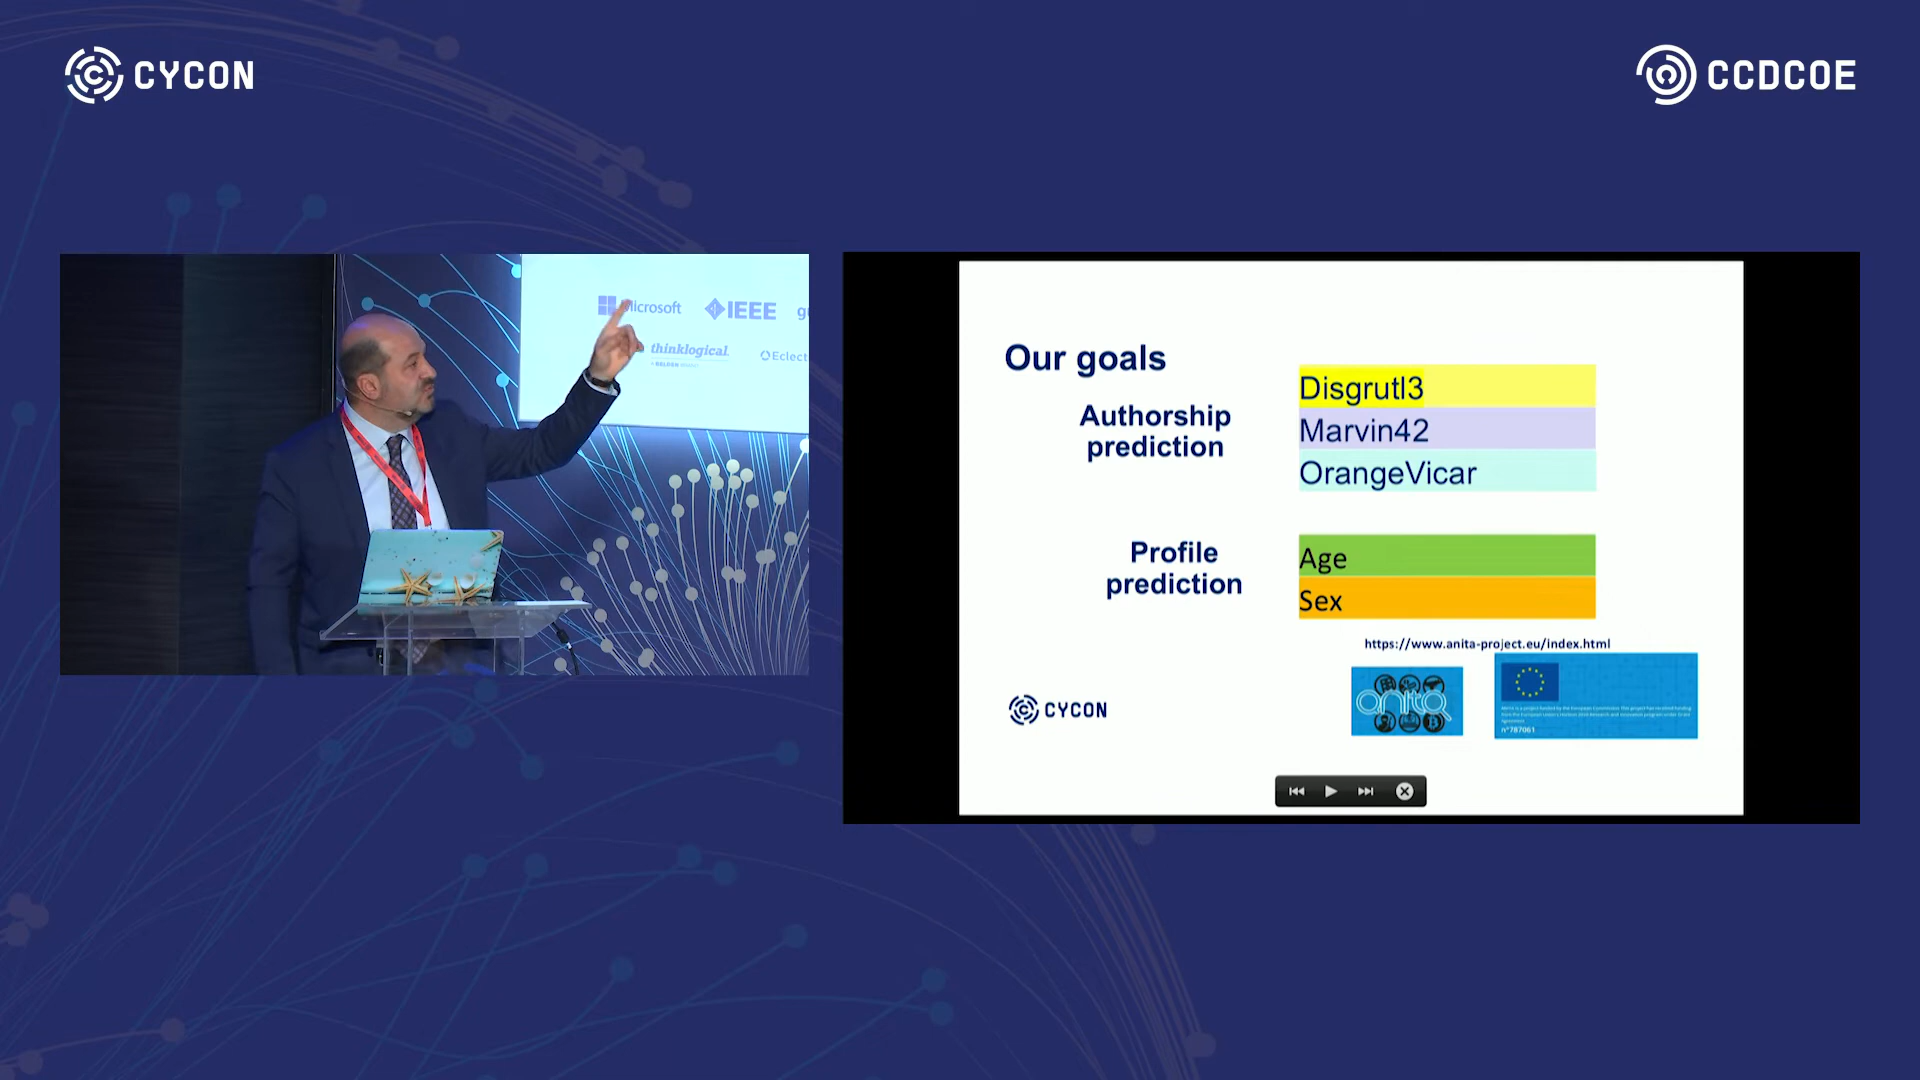 CYCON
CCDCOE
Microsoft
IEEE
thinklogical.
Eclect
Our goals
Authorship
prediction
Disgrutl3
Marvin42
OrangeVicar
Profile
prediction
Age
Sex
https://www.anita-project.eu/index.html
anita
n°787061
CYCON